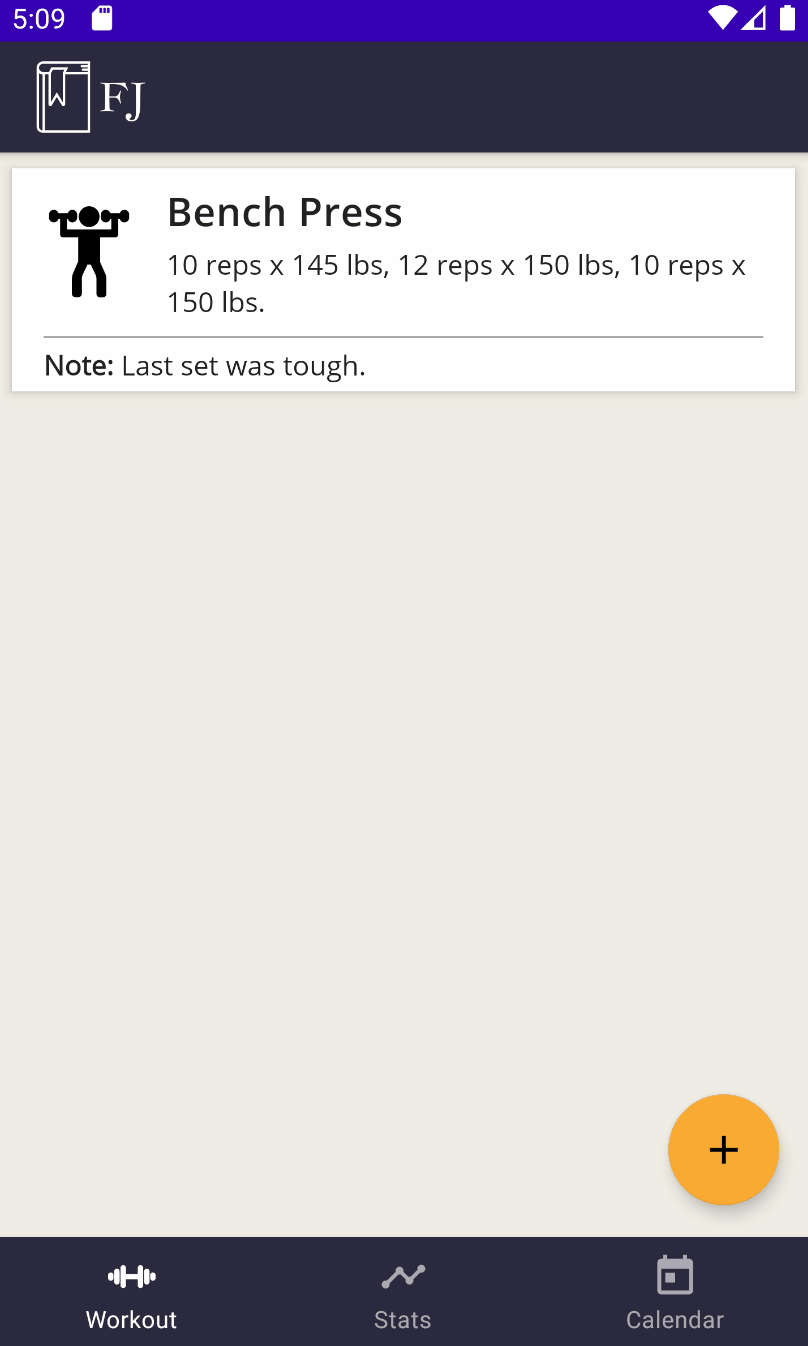 5:09
FJ
Bench Press
10 reps x 145 lbs, 12 reps x 150 lbs, 10 reps x
150 lbs.
Note: Last set was tough.
+
Workout
Stats
Calendar